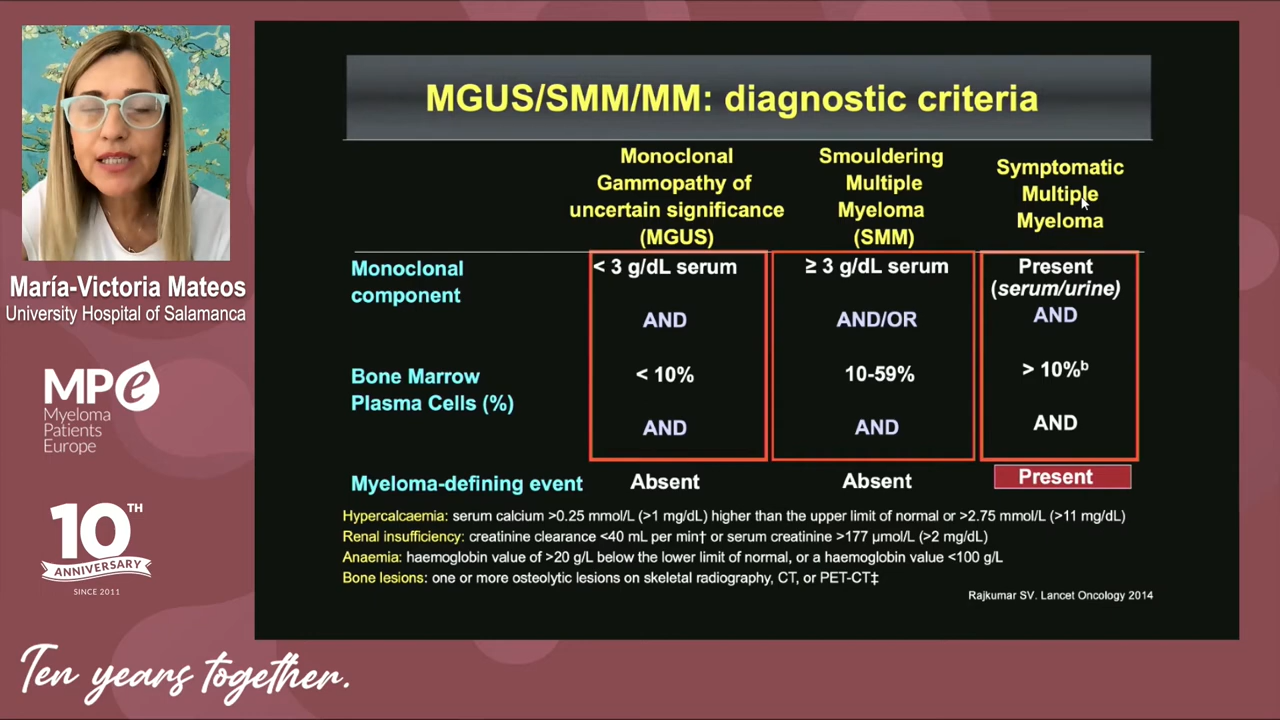 MGUS/SMM/MM: diagnostic criteria
Monoclonal
Gammopathy of
uncertain significance
(MGUS)
Smouldering
Multiple
Myeloma
(SMM)
Symptomatic
Multiple
Myeloma
Monoclonal
component
< 3 g/dL serum
≥ 3 g/dL serum
Present
(serum/urine)
AND
AND/OR
AND
Bone Marrow
Plasma Cells (%)
< 10%
10-59%
> 10%ᵇ
AND
AND
AND
Myeloma-defining event
Absent
Absent
Present
Hypercalcaemia: serum calcium >0.25 mmol/L (>1 mg/dL) higher than the upper limit of normal or >2.75 mmol/L (>11 mg/dL)
Renal insufficiency: creatinine clearance <40 mL per min† or serum creatinine >177 µmol/L (>2 mg/dL)
Anaemia: haemoglobin value of >20 g/L below the lower limit of normal, or a haemoglobin value <100 g/L
Bone lesions: one or more osteolytic lesions on skeletal radiography, CT, or PET-CT‡
Rajkumar SV. Lancet Oncology 2014
María-Victoria Mateos
University Hospital of Salamanca
MPe
Myeloma
Patients
Europe
10TH
ANNIVERSARY
SINCE 2011
Ten years together.